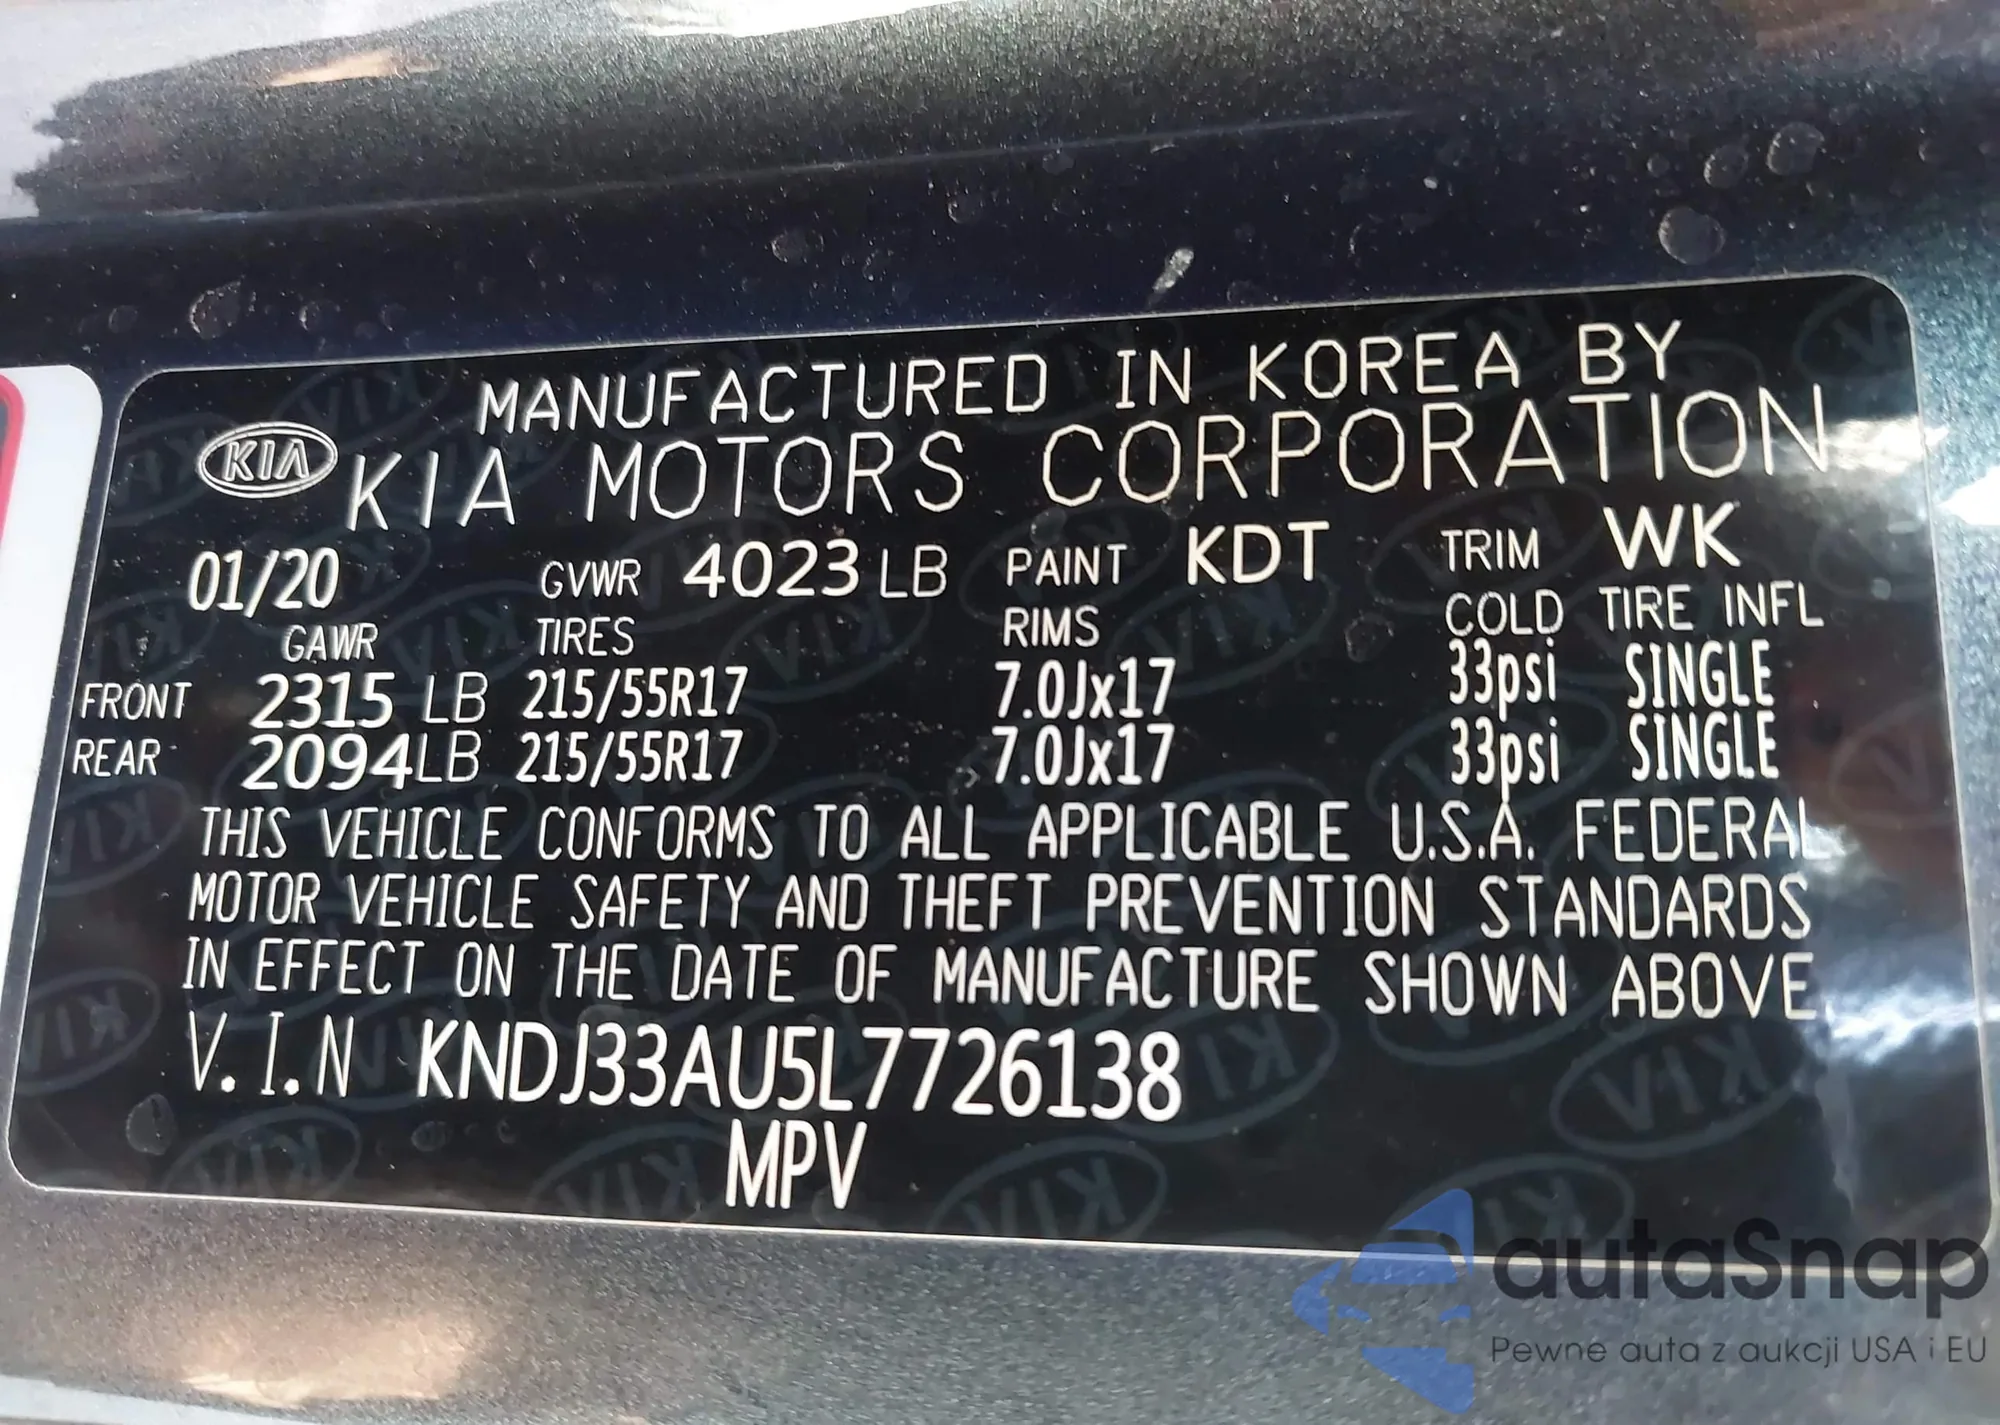 MANUFACTURED IN KOREA BY
KIA KIA MOTORS CORPORATION
01/20 GVWR 4023 LB PAINT KDT TRIM WK
GAWR TIRES RIMS COLD TIRE INFL
FRONT 2315 LB 215/55R17 7.0Jx17 33psi SINGLE
REAR 2094 LB 215/55R17 7.0Jx17 33psi SINGLE
THIS VEHICLE CONFORMS TO ALL APPLICABLE U.S.A. FEDERAL
MOTOR VEHICLE SAFETY AND THEFT PREVENTION STANDARDS
IN EFFECT ON THE DATE OF MANUFACTURE SHOWN ABOVE.
V.I.N KNDJ33AU5L7726138
MPV
autaSnap
Pewne auta z aukcji USA i EU